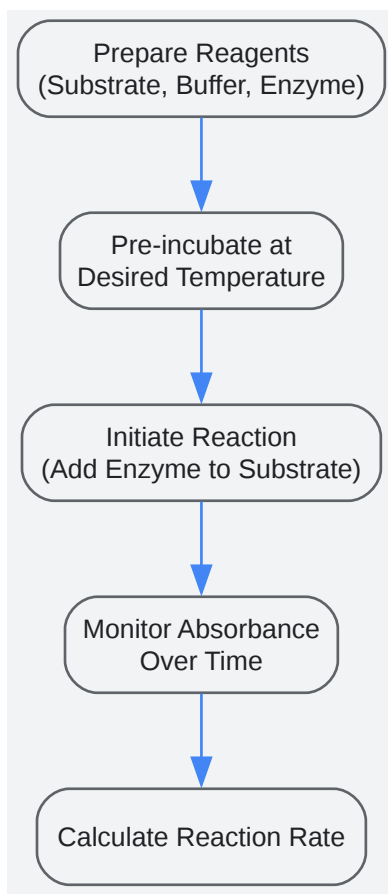 Prepare Reagents
(Substrate, Buffer, Enzyme)
Pre-incubate at
Desired Temperature
Initiate Reaction
(Add Enzyme to Substrate)
Monitor Absorbance
Over Time
Calculate Reaction Rate